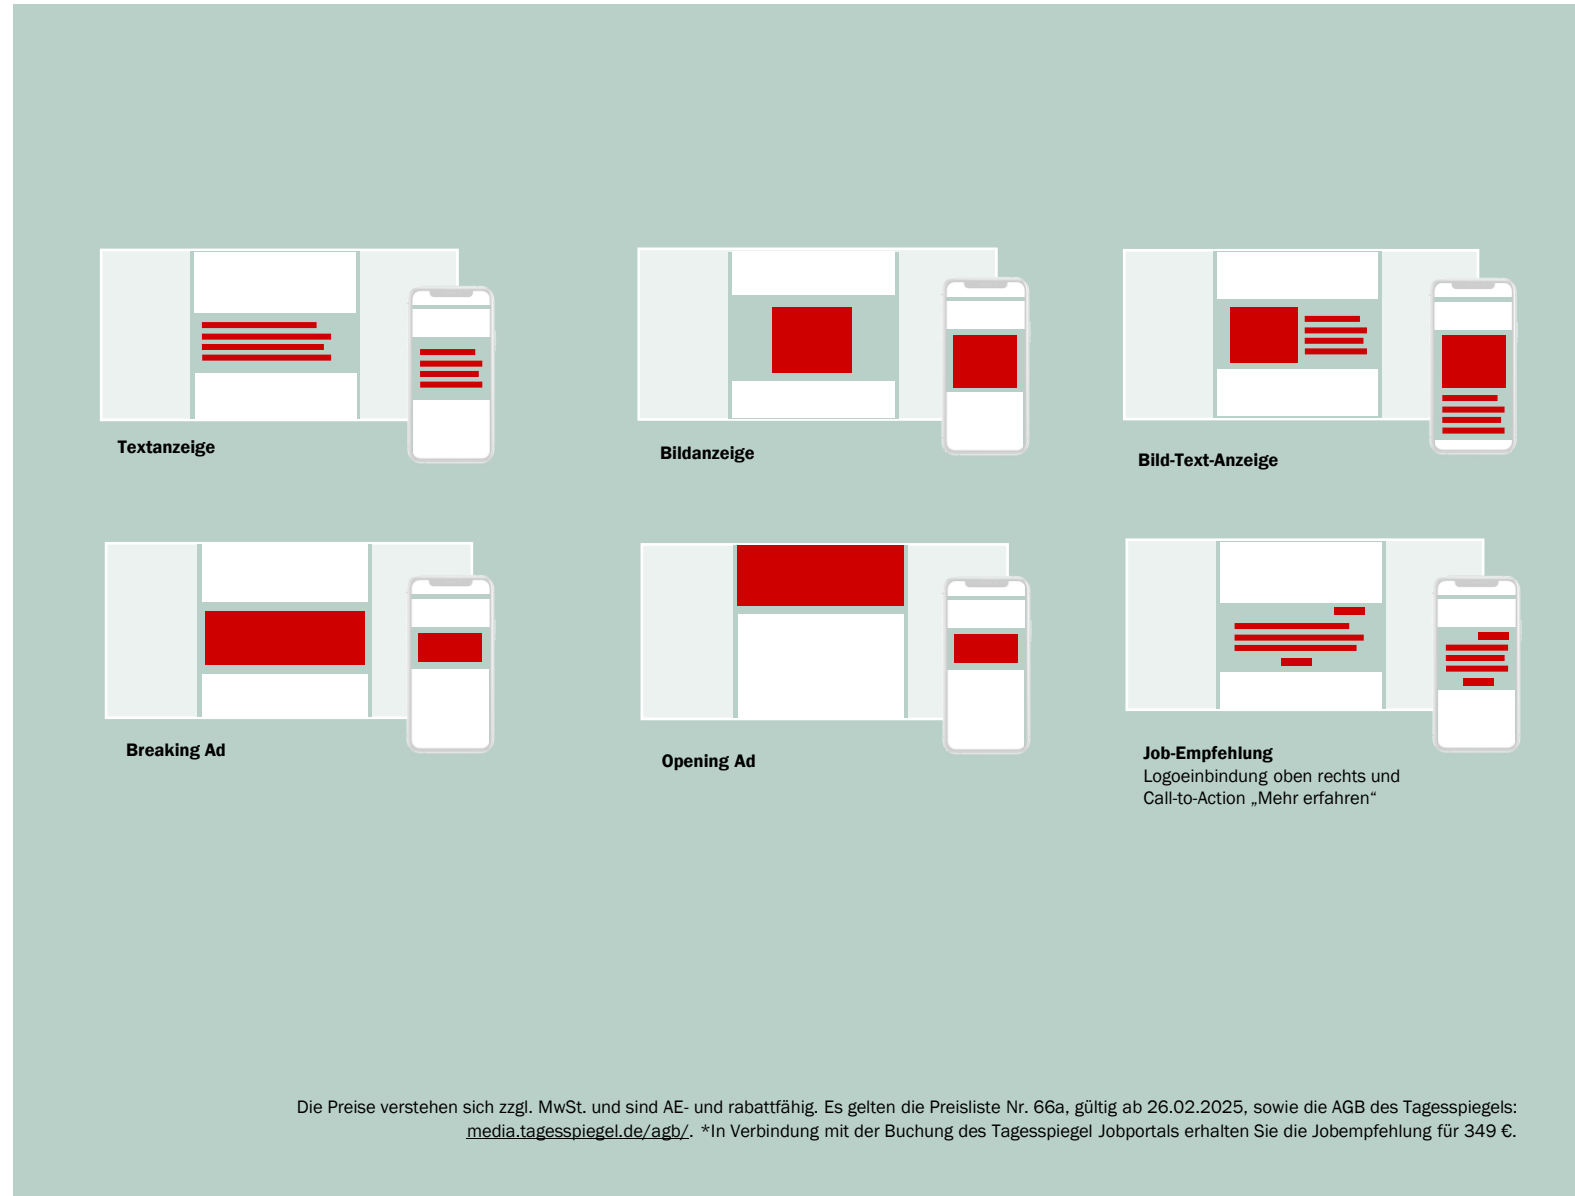 Textanzeige
Bildanzeige
Bild-Text-Anzeige
Breaking Ad
Opening Ad
Job-Empfehlung
Logoeinbindung oben rechts und
Call-to-Action „Mehr erfahren“
Die Preise verstehen sich zzgl. MwSt. und sind AE- und rabattfähig. Es gelten die Preisliste Nr. 66a, gültig ab 26.02.2025, sowie die AGB des Tagesspiegels:
media.tagesspiegel.de/agb/. *In Verbindung mit der Buchung des Tagesspiegel Jobportals erhalten Sie die Jobempfehlung für 349 €.